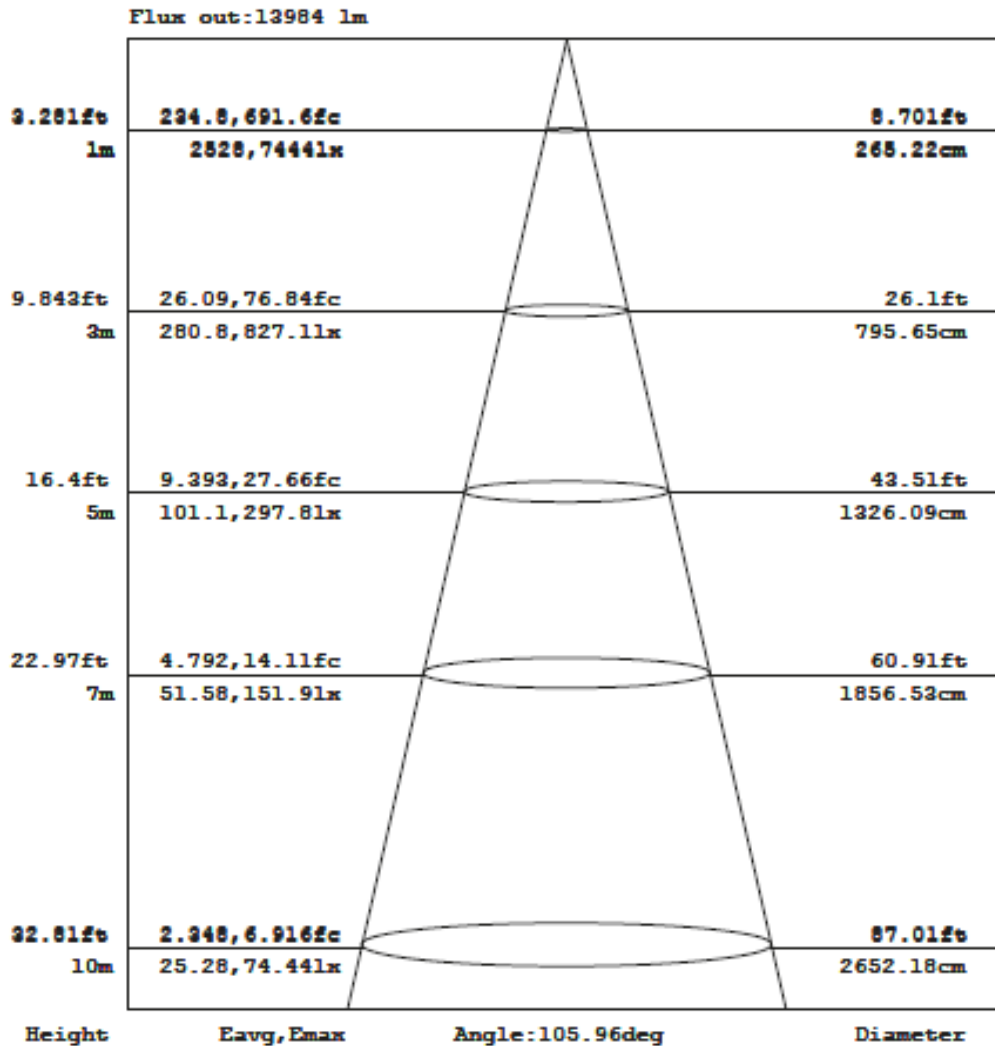 Flux out:13984 lm
3.281ft 234.8,691.6fc 8.701ft
1m 2528,7444lx 265.22cm
9.843ft 26.09,76.84fc 26.1ft
3m 280.8,827.1lx 795.65cm
16.4ft 9.393,27.66fc 43.51ft
5m 101.1,297.8lx 1326.09cm
22.97ft 4.792,14.11fc 60.91ft
7m 51.58,151.9lx 1856.53cm
32.81ft 2.348,6.916fc 87.01ft
10m 25.28,74.44lx 2652.18cm
Height Eavg,Emax Angle:105.96deg Diameter